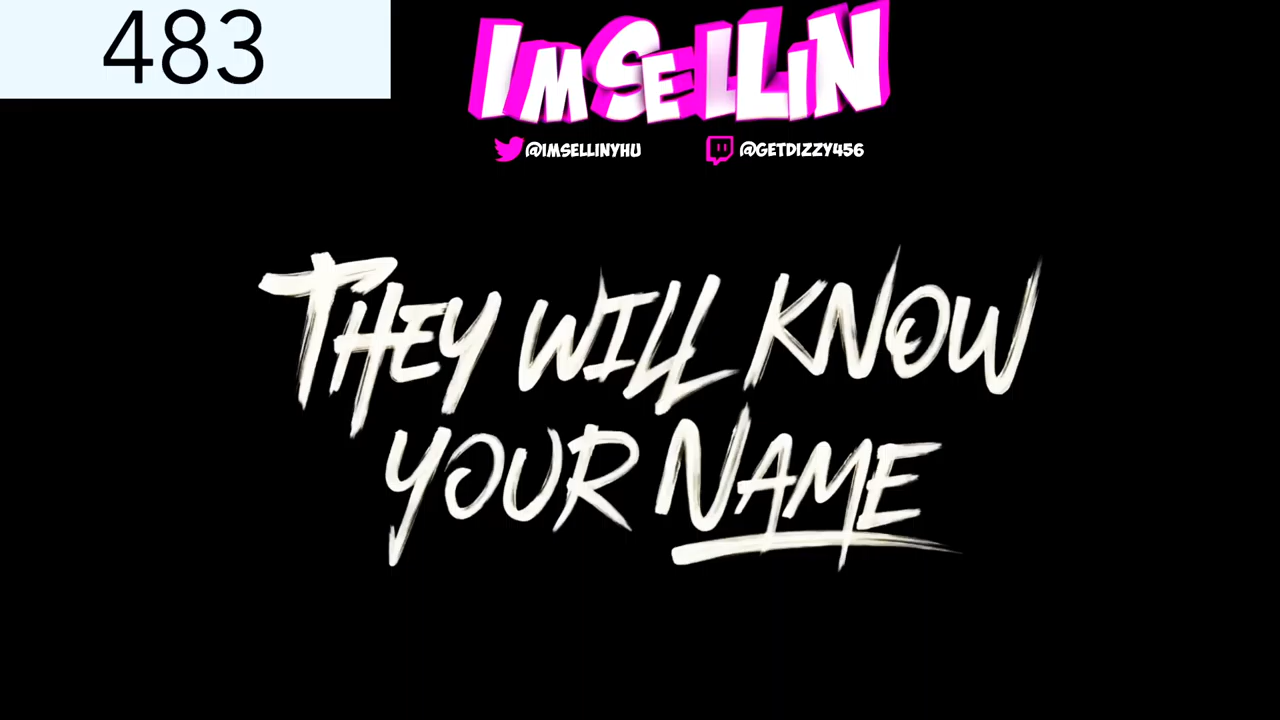 483
IMSELLIN
@IMSELLINYHU @GETDIZZY456
THEY WILL KNOW
YOUR NAME